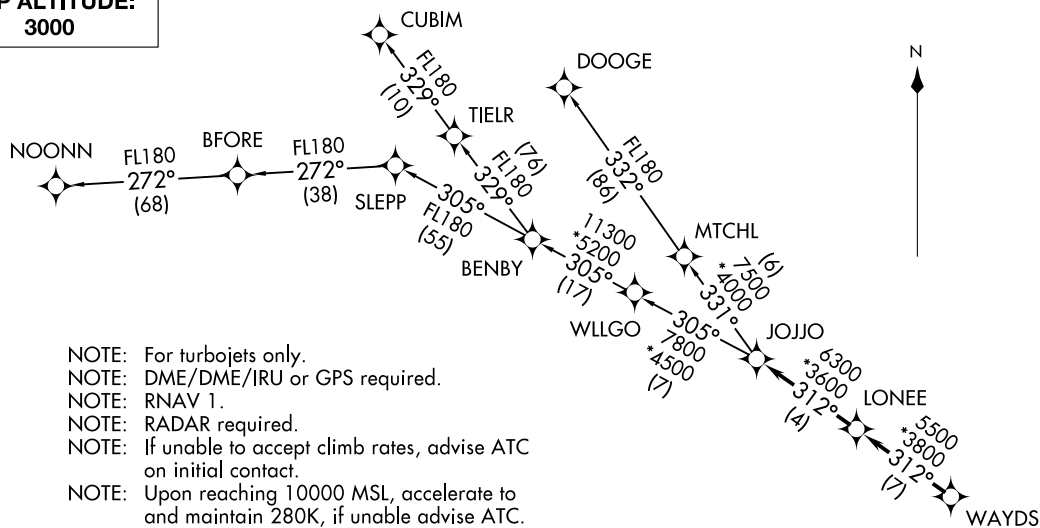 P ALTITUDE:
3000
CUBIM
FL180
329°
(10)
DOOGE
N
TIELR
NOONN
FL180
272°
(68)
BFORE
FL180
272°
(38)
SLEPP
(76)
FL180
329°
305°
FL180
(55)
BENBY
FL180
332°
(86)
MTCHL
11300
*5200
305°
(17)
WLLGO
(6)
7500
*4000
331°
305°
7800
*4500
(7)
JOJJO
6300
*3600
312°
(4)
LONEE
5500
*3800
312°
(7)
WAYDS
NOTE: For turbojets only.
NOTE: DME/DME/IRU or GPS required.
NOTE: RNAV 1.
NOTE: RADAR required.
NOTE: If unable to accept climb rates, advise ATC
on initial contact.
NOTE: Upon reaching 10000 MSL, accelerate to
and maintain 280K, if unable advise ATC.